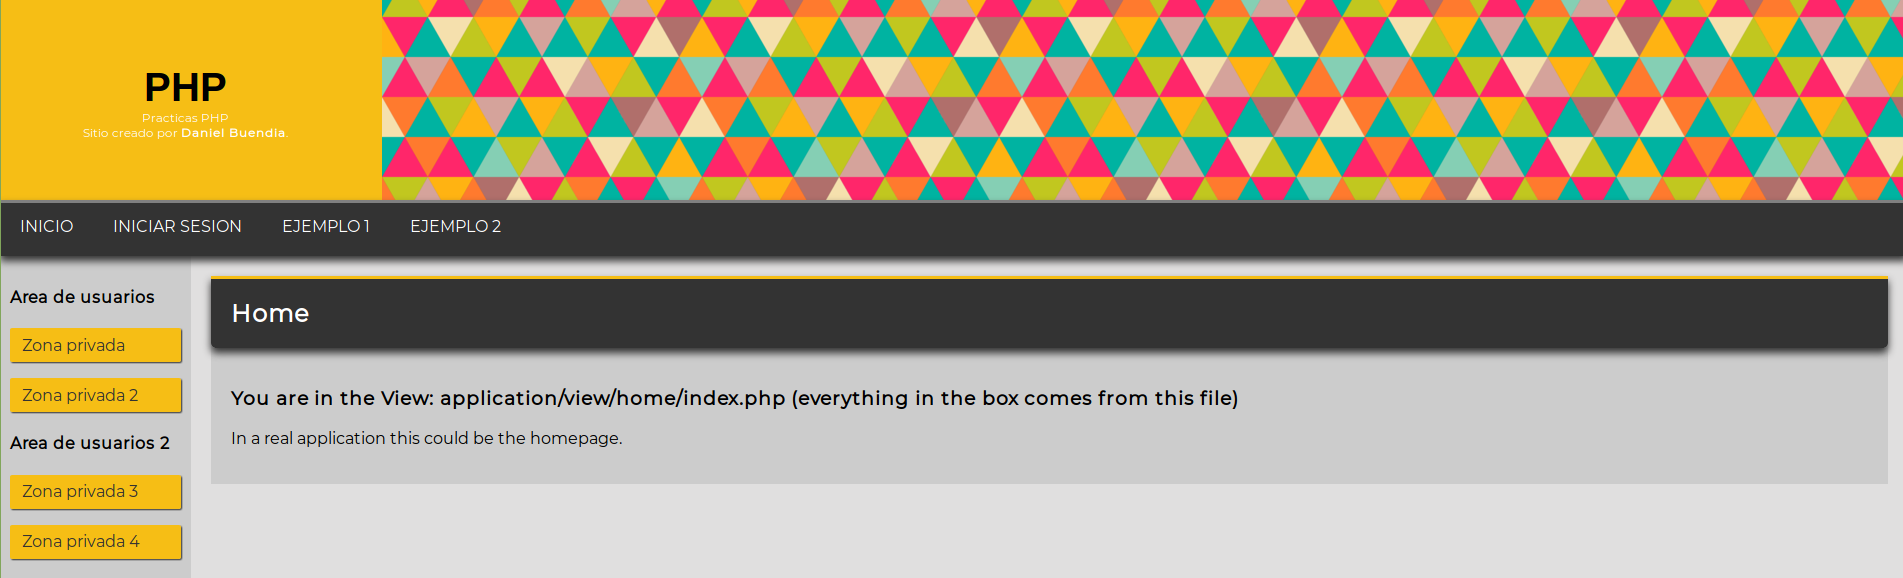 PHP
Practicas PHP
Sitio creado por Daniel Buendia.
INICIO INICIAR SESION EJEMPLO 1 EJEMPLO 2
Area de usuarios
Zona privada
Zona privada 2
Area de usuarios 2
Zona privada 3
Zona privada 4
Home
You are in the View: application/view/home/index.php (everything in the box comes from this file)
In a real application this could be the homepage.